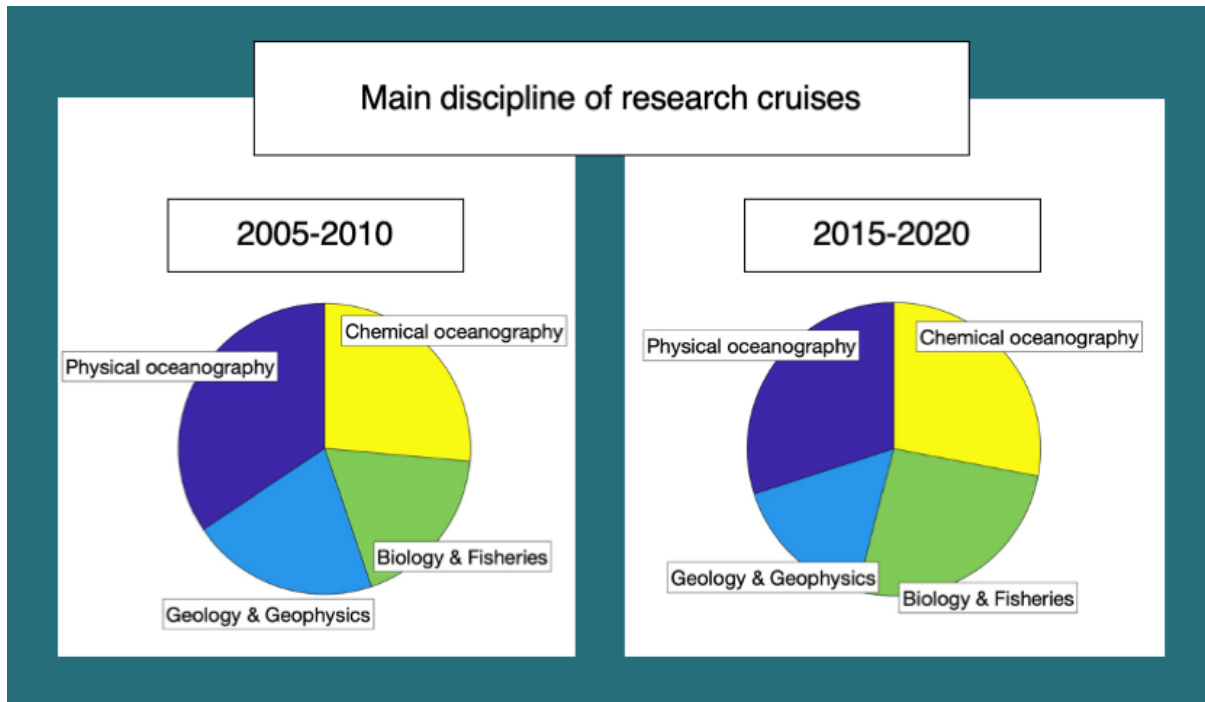 Main discipline of research cruises
2005-2010
Chemical oceanography
Physical oceanography
Biology & Fisheries
Geology & Geophysics
2015-2020
Chemical oceanography
Physical oceanography
Geology & Geophysics
Biology & Fisheries